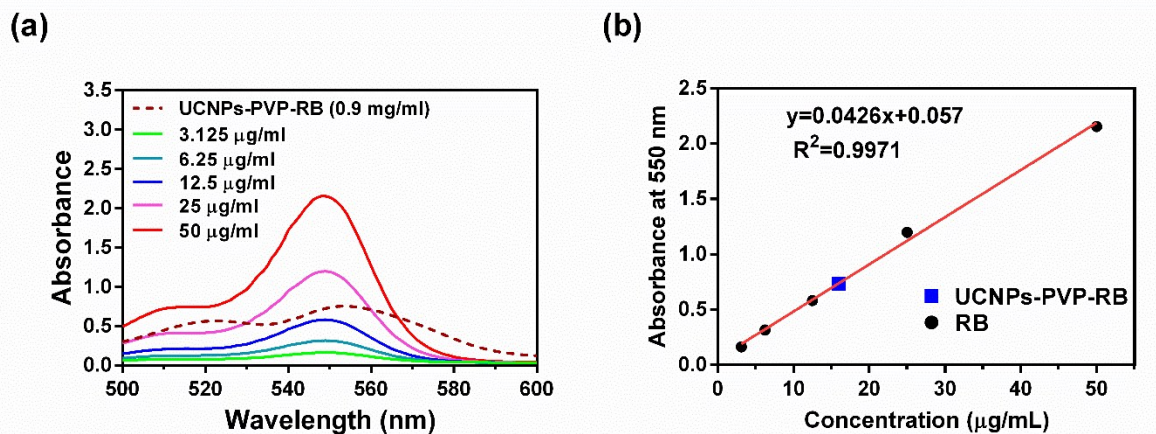 (a)
3.5
3.0
2.5
2.0
1.5
1.0
0.5
0.0
Absorbance
UCNPs-PVP-RB (0.9 mg/ml)
3.125 μg/ml
6.25 μg/ml
12.5 μg/ml
25 μg/ml
50 μg/ml
500 520 540 560 580 600
Wavelength (nm)
(b)
2.5
2.0
1.5
1.0
0.5
0.0
Absorbance at 550 nm
y=0.0426x+0.057
R²=0.9971
UCNPs-PVP-RB
RB
0 10 20 30 40 50
Concentration (μg/mL)